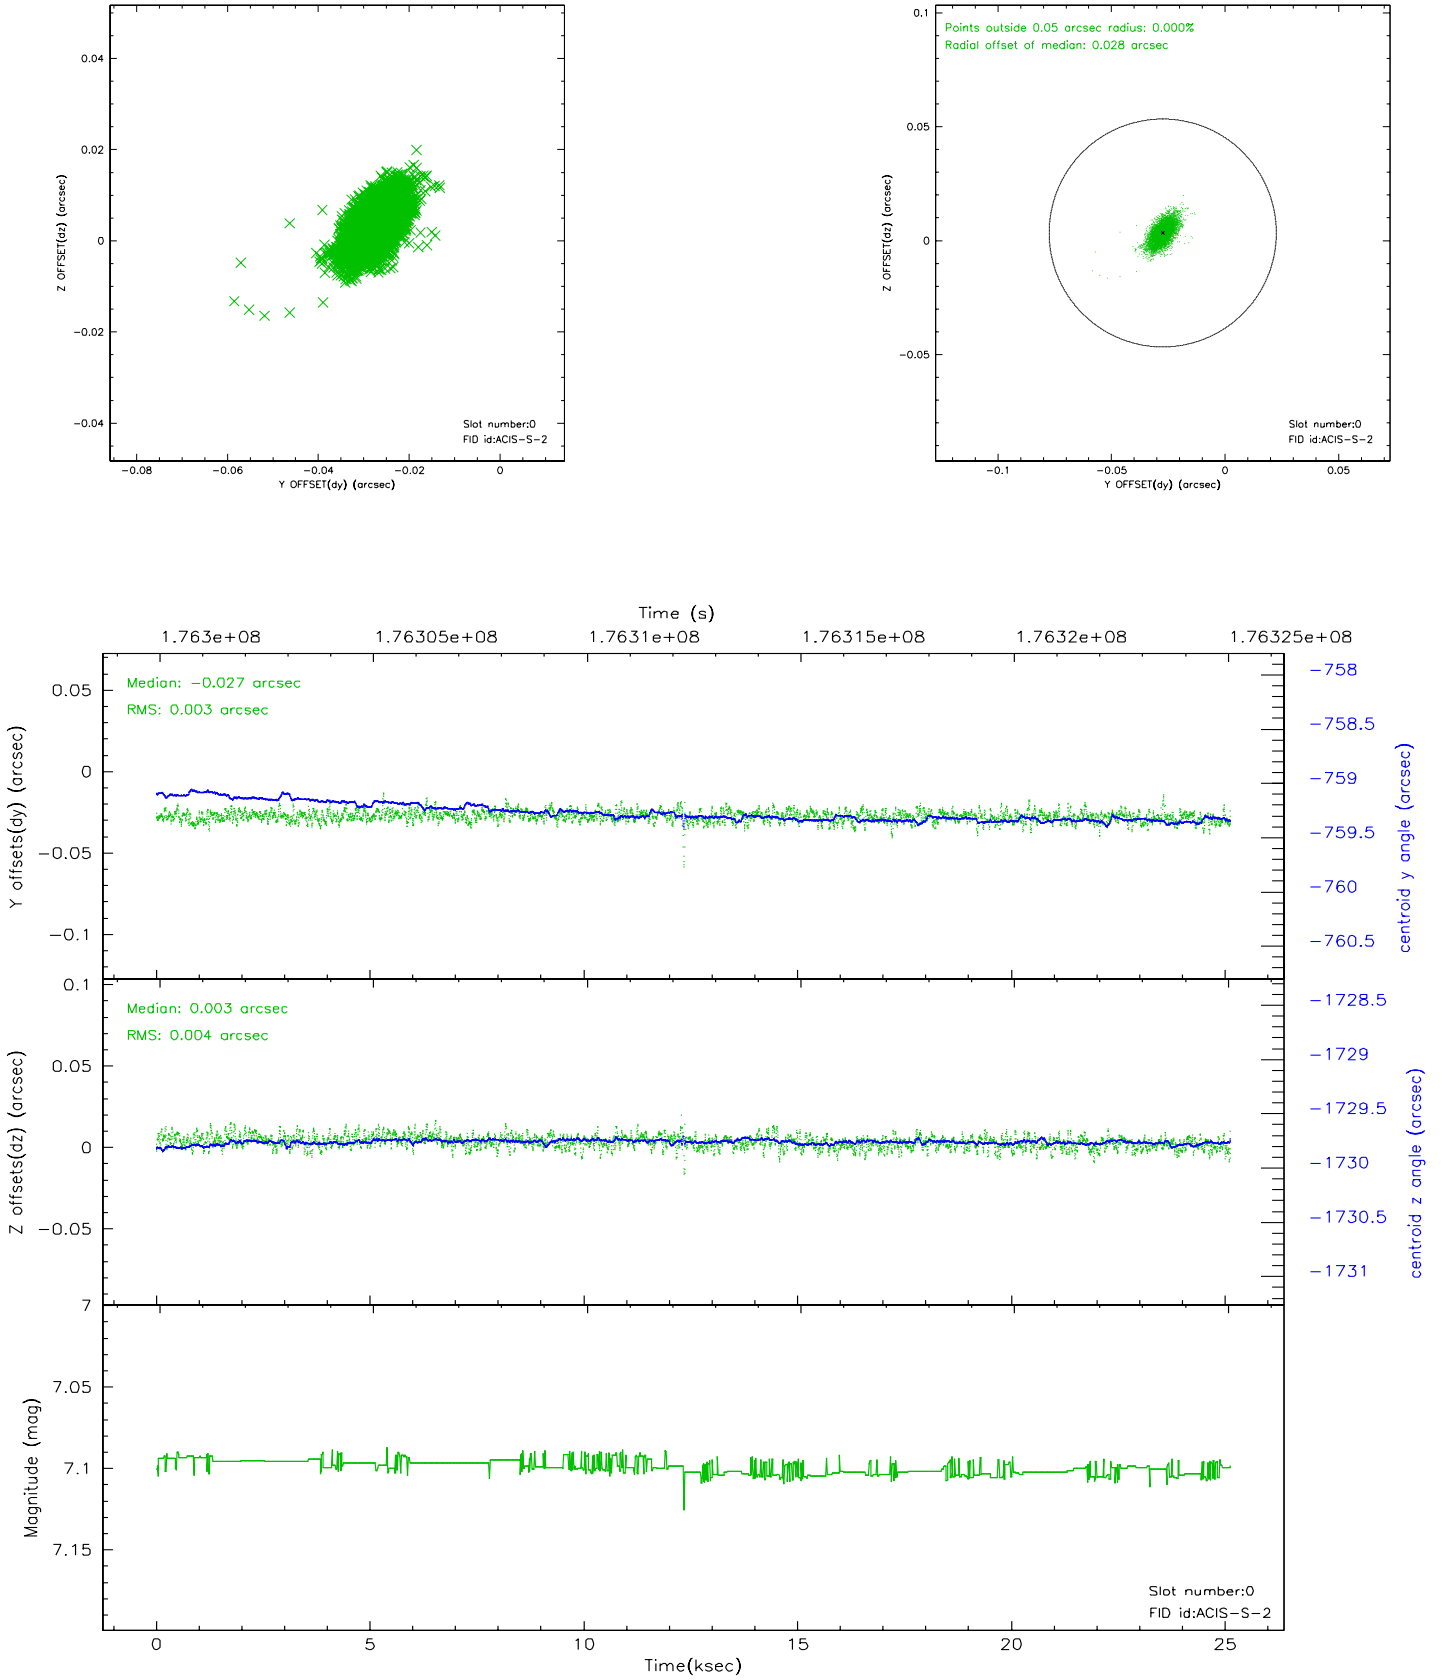 0.04
0.02
0
−0.02
−0.04
Z OFFSET(dz) (arcsec)
Slot number:0
FID id:ACIS−S−2
−0.08
−0.06
−0.04
−0.02
0
Y OFFSET(dy) (arcsec)
0.1
0.05
0
−0.05
Z OFFSET(dz) (arcsec)
Points outside 0.05 arcsec radius: 0.000%
Radial offset of median: 0.028 arcsec
Slot number:0
FID id:ACIS−S−2
−0.1
−0.05
0
0.05
Y OFFSET(dy) (arcsec)
Time (s)
1.763e+08
1.76305e+08
1.7631e+08
1.76315e+08
1.7632e+08
1.76325e+08
0.05
0
−0.05
−0.1
Y offsets(dy) (arcsec)
Median: −0.027 arcsec
RMS: 0.003 arcsec
−758
−758.5
−759
−759.5
−760
−760.5
centroid y angle (arcsec)
0.1
0.05
0
−0.05
Z offsets(dz) (arcsec)
Median: 0.003 arcsec
RMS: 0.004 arcsec
−1728.5
−1729
−1729.5
−1730
−1730.5
−1731
centroid z angle (arcsec)
7
7.05
7.1
7.15
Magnitude (mag)
Slot number:0
FID id:ACIS−S−2
0
5
10
15
20
25
Time(ksec)